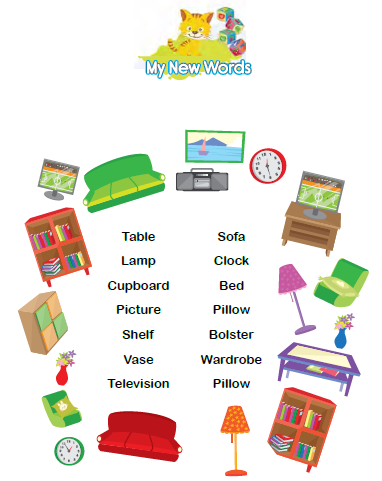 My New Words
Table Sofa
Lamp Clock
Cupboard Bed
Picture Pillow
Shelf Bolster
Vase Wardrobe
Television Pillow